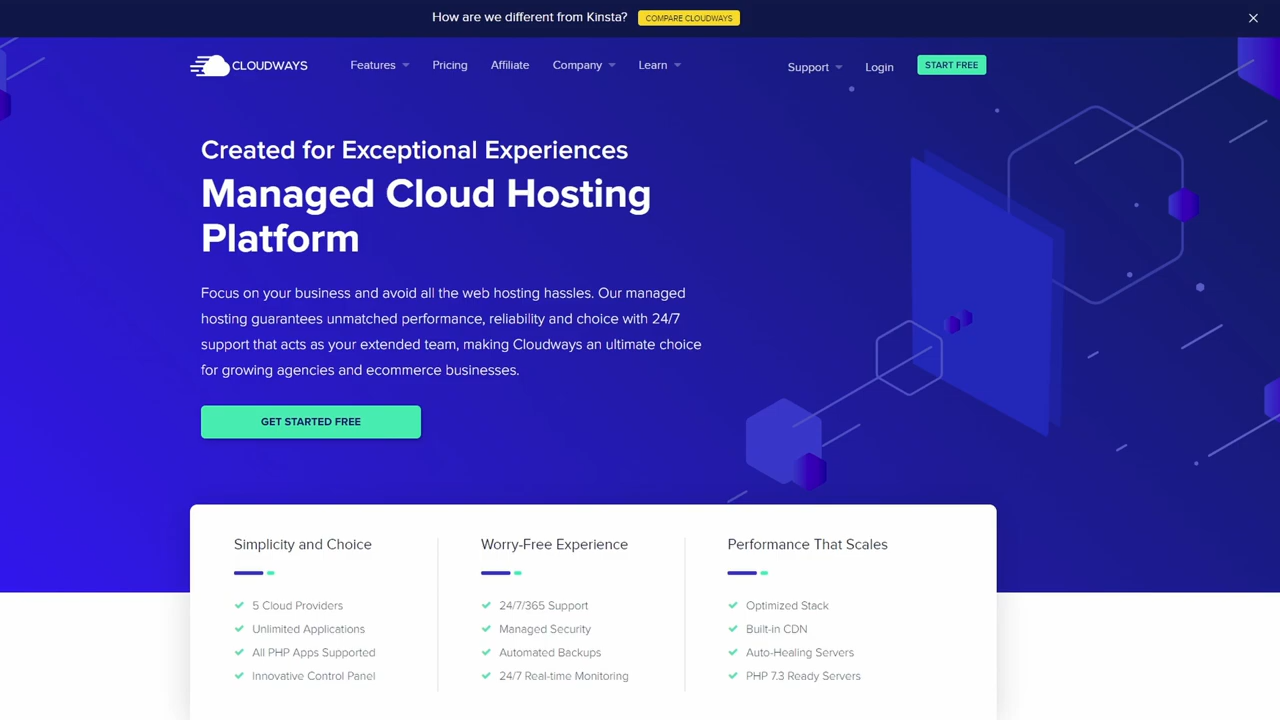 How are we different from Kinsta? COMPARE CLOUDWAYS
CLOUDWAYS Features Pricing Affiliate Company Learn Support Login START FREE
Created for Exceptional Experiences
Managed Cloud Hosting
Platform
Focus on your business and avoid all the web hosting hassles. Our managed
hosting guarantees unmatched performance, reliability and choice with 24/7
support that acts as your extended team, making Cloudways an ultimate choice
for growing agencies and ecommerce businesses.
GET STARTED FREE
Simplicity and Choice
5 Cloud Providers
Unlimited Applications
All PHP Apps Supported
Innovative Control Panel
Worry-Free Experience
24/7/365 Support
Managed Security
Automated Backups
24/7 Real-time Monitoring
Performance That Scales
Optimized Stack
Built-in CDN
Auto-Healing Servers
PHP 7.3 Ready Servers